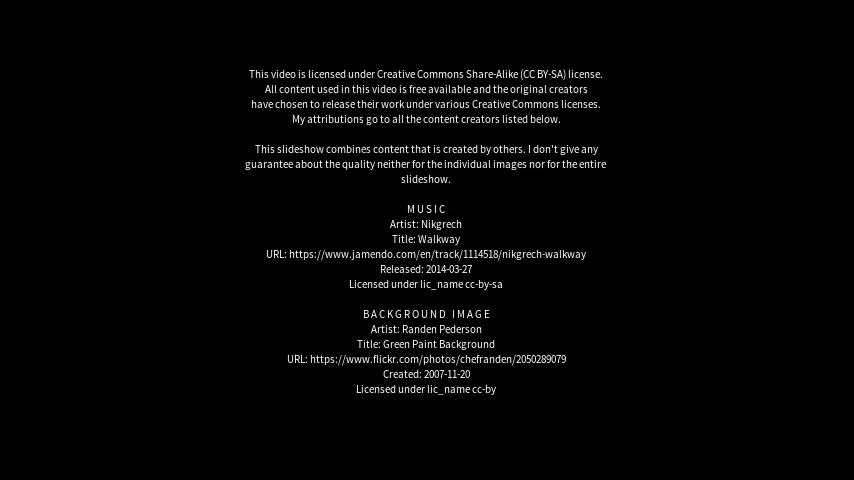 This video is licensed under Creative Commons Share-Alike (CC BY-SA) license.
All content used in this video is free available and the original creators
have chosen to release their work under various Creative Commons licenses.
My attributions go to all the content creators listed below.
This slideshow combines content that is created by others. I don't give any
guarantee about the quality neither for the individual images nor for the entire
slideshow.
MUSIC
Artist: Nikgrech
Title: Walkway
URL: https://www.jamendo.com/en/track/1114518/nikgrech-walkway
Released: 2014-03-27
Licensed under lic_name cc-by-sa
BACKGROUND IMAGE
Artist: Randen Pederson
Title: Green Paint Background
URL: https://www.flickr.com/photos/chefranden/2050289079
Created: 2007-11-20
Licensed under lic_name cc-by